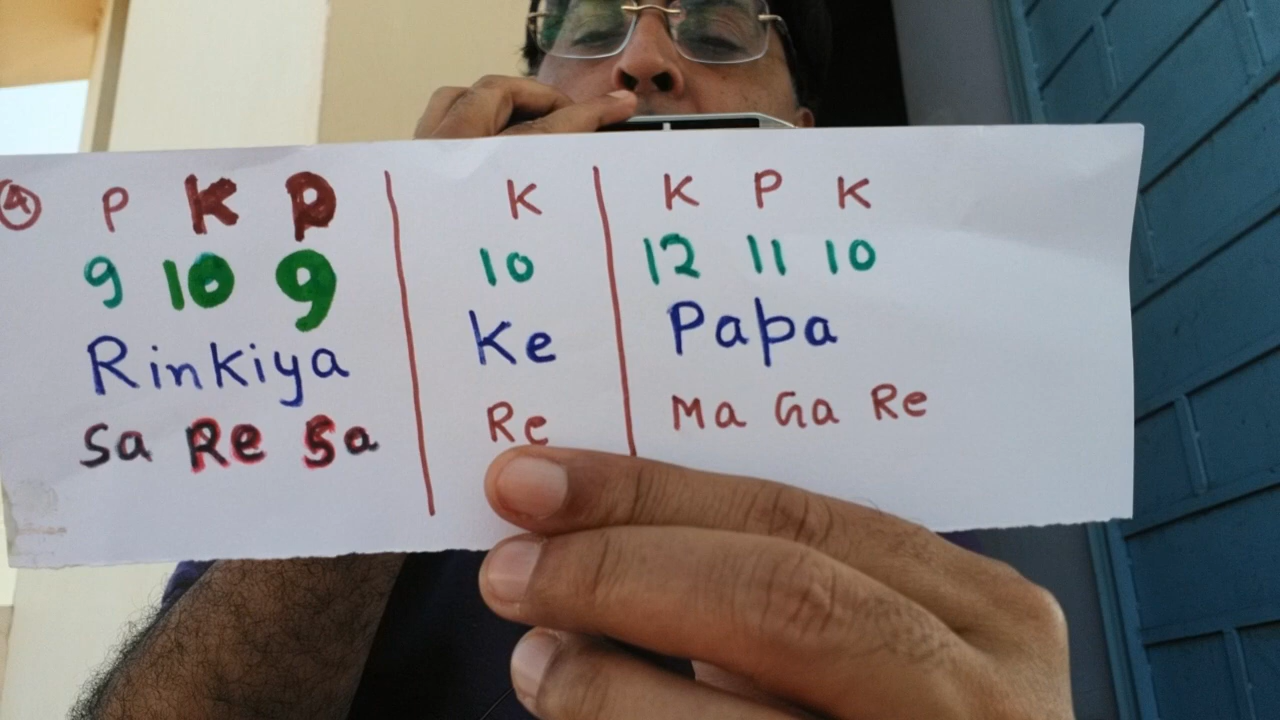 4 P K P | K | K P K
9 10 9 | 10 | 12 11 10
Rinkiya | Ke | Papa
Sa Re Sa | Re | Ma Ga Re